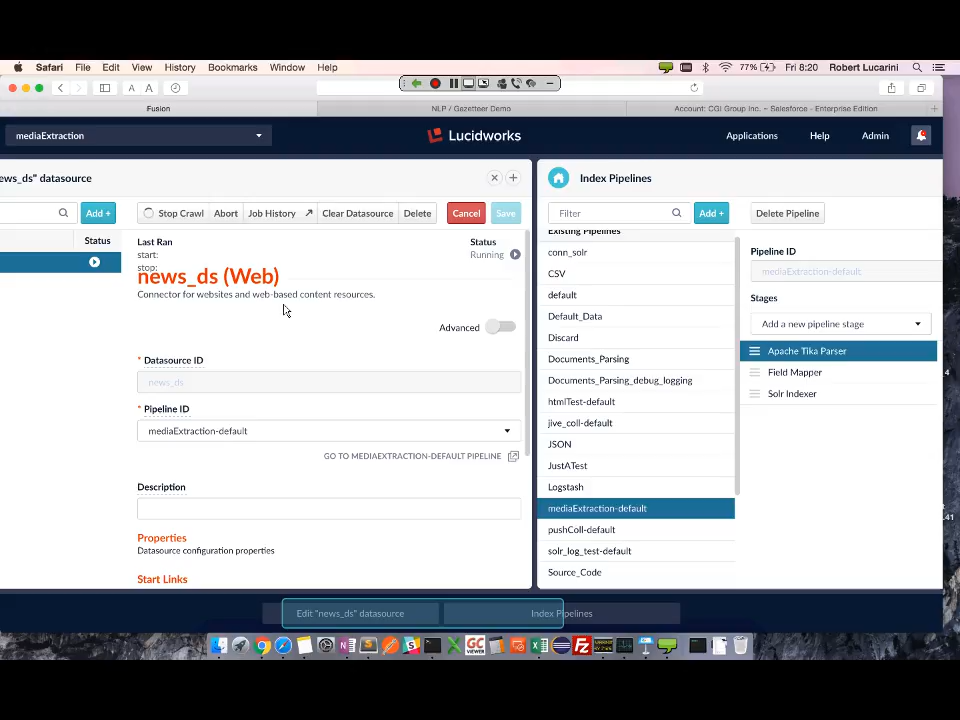 Safari File Edit View History Bookmarks Window Help 77% Fri 8:20 Robert Lucarini
A A
Fusion NLP / Gazetteer Demo Account: CGI Group Inc. ~ Salesforce - Enterprise Edition
mediaExtraction Lucidworks Applications Help Admin
ews_ds" datasource
Add + Stop Crawl Abort Job History Clear Datasource Delete Cancel Save
Status
Last Ran
start:
stop:
Status
Running
news_ds (Web)
Connector for websites and web-based content resources.
Advanced
* Datasource ID
news_ds
* Pipeline ID
mediaExtraction-default
GO TO MEDIAEXTRACTION-DEFAULT PIPELINE
Description
Properties
Datasource configuration properties
Start Links
Index Pipelines
Filter Add + Delete Pipeline
Existing Pipelines
conn_solr
CSV
default
Default_Data
Discard
Documents_Parsing
Documents_Parsing_debug_logging
htmlTest-default
jive_coll-default
JSON
JustATest
Logstash
mediaExtraction-default
pushColl-default
solr_log_test-default
Source_Code
Pipeline ID
mediaExtraction-default
Stages
Add a new pipeline stage
Apache Tika Parser
Field Mapper
Solr Indexer
.4
.41
Edit "news_ds" datasource Index Pipelines
GC
VIEWER